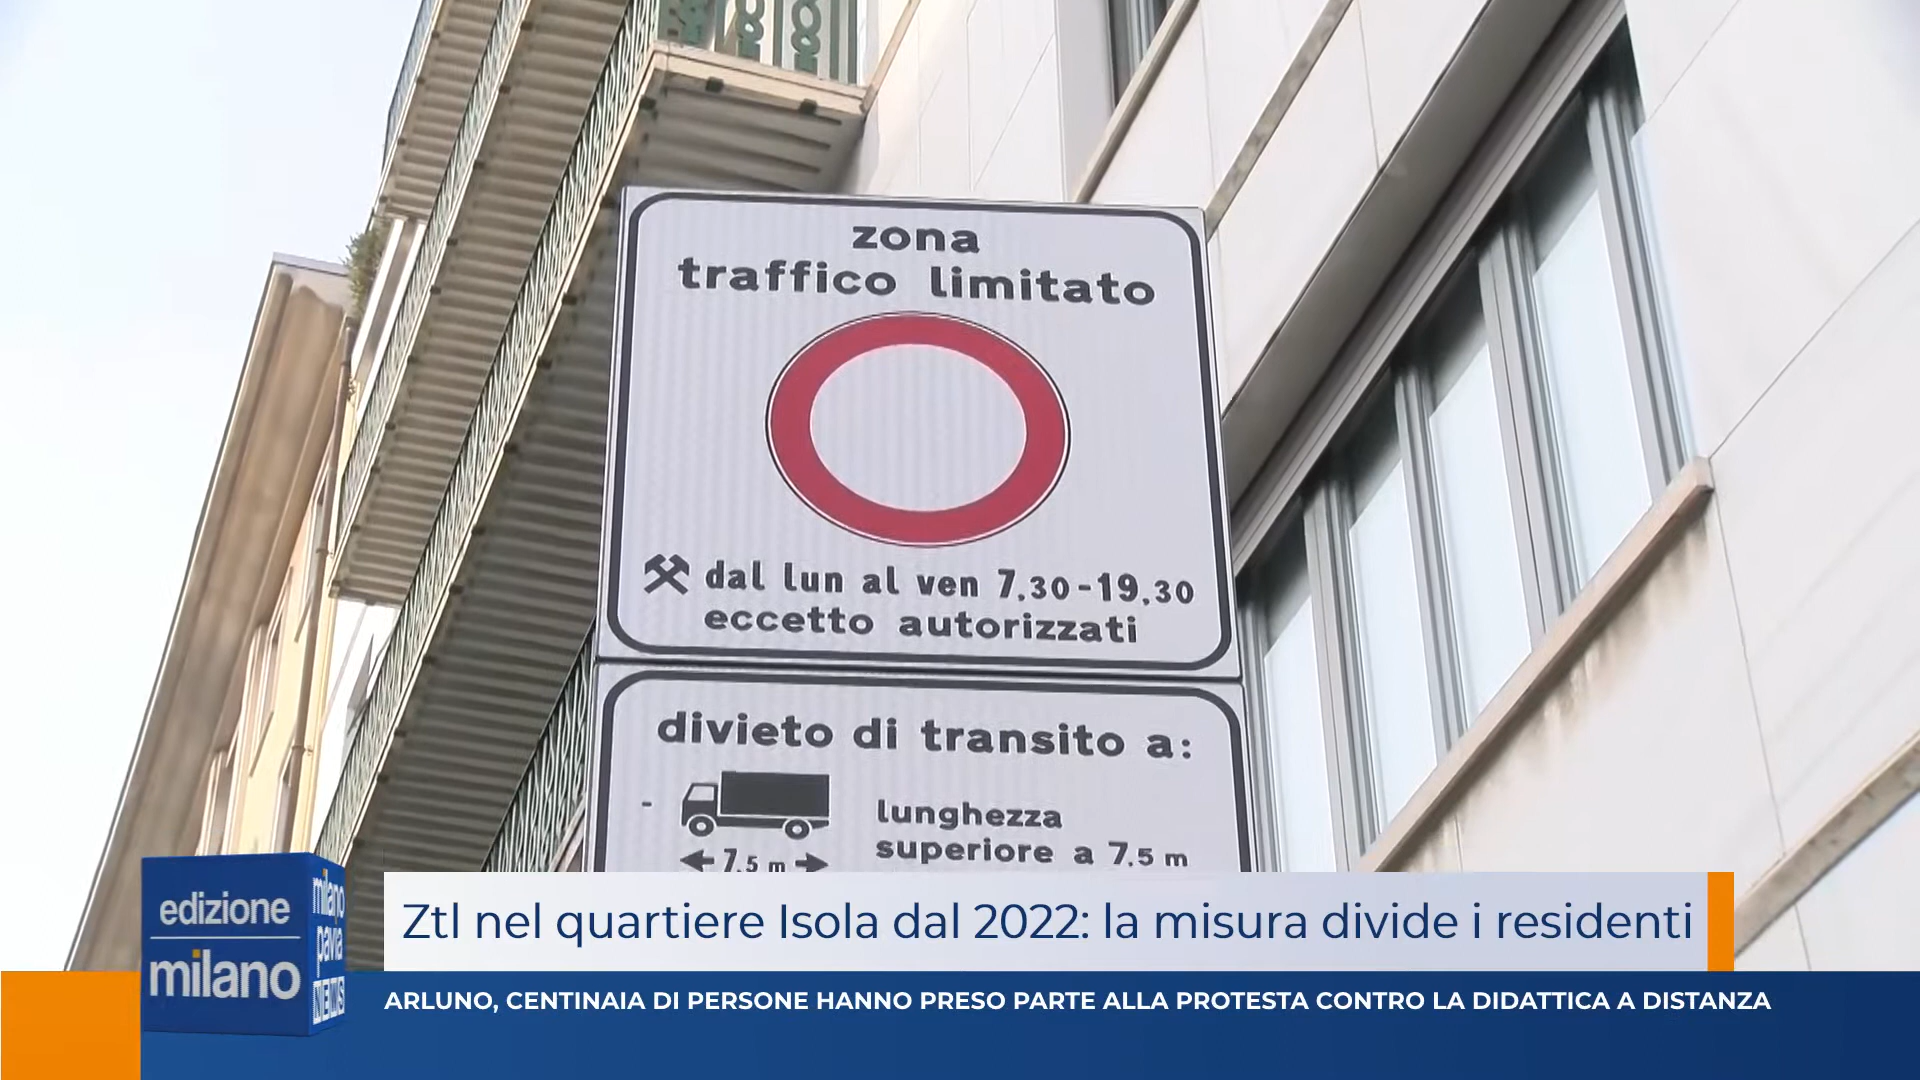 zona
traffico limitato
dal lun al ven 7.30-19.30
eccetto autorizzati
divieto di transito a:
lunghezza
superiore a 7,5 m
7,5 m
edizione
milano
milano
pavia
NEWS
Ztl nel quartiere Isola dal 2022: la misura divide i residenti
ARLUNO, CENTINAIA DI PERSONE HANNO PRESO PARTE ALLA PROTESTA CONTRO LA DIDATTICA A DISTANZA